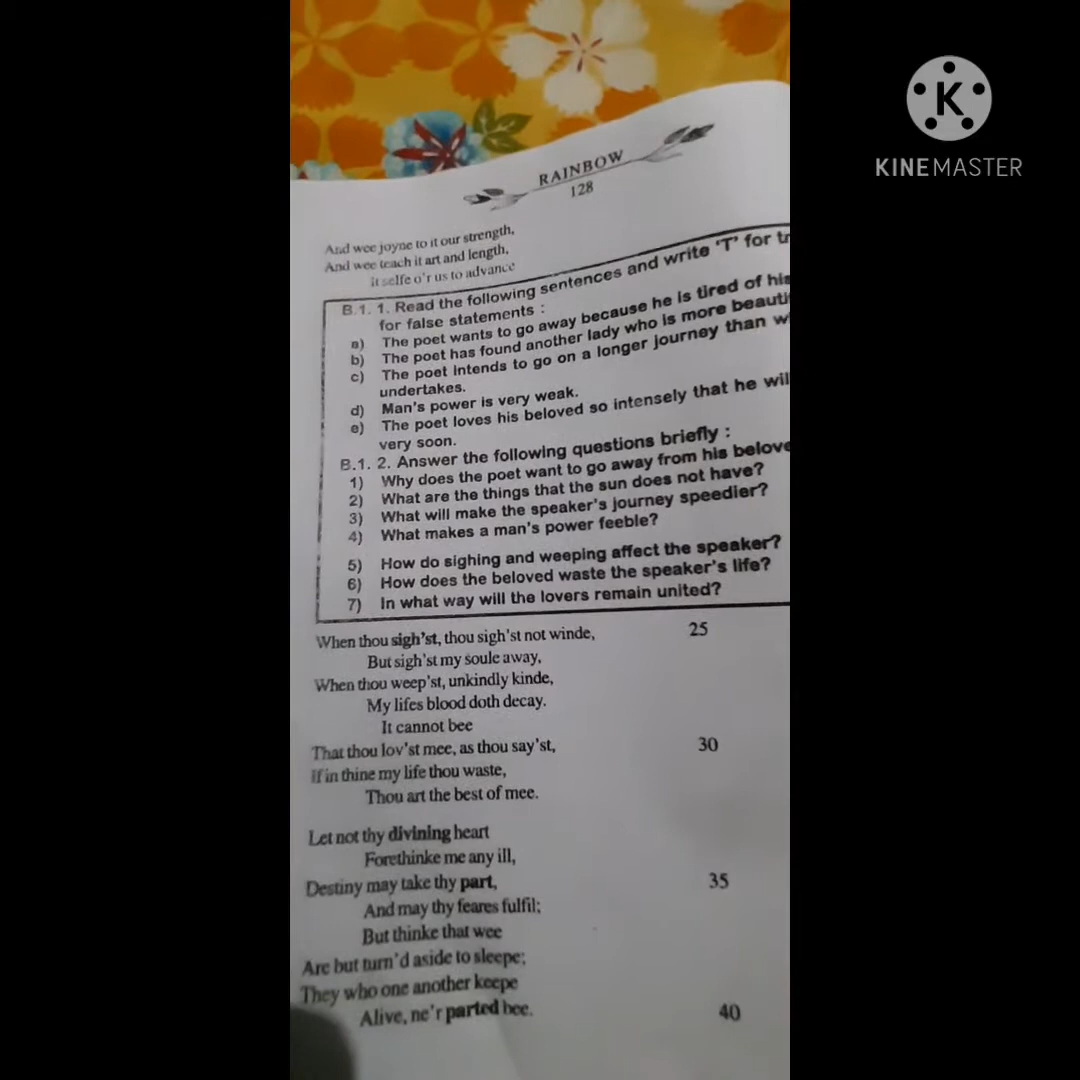 KINEMASTER
RAINBOW
128
And wee joyne to it our strength,
And wee teach it art and length,
it selfe o'r us to advance
B.1. 1. Read the following sentences and write 'T' for
for false statements :
a) The poet wants to go away because he is tired of
b) The poet has found another lady who is more
c) The poet intends to go on a longer journey than
undertakes.
d) Man's power is very weak.
e) The poet loves his beloved so intensely that he
very soon.
B.1. 2. Answer the following questions briefly :
1) Why does the poet want to go away from his
2) What are the things that the sun does not have?
3) What will make the speaker's journey speedier?
4) What makes a man's power feeble?
5) How do sighing and weeping affect the speaker?
6) How does the beloved waste the speaker's life?
7) In what way will the lovers remain united?
When thou sigh'st, thou sigh'st not winde, 25
But sigh'st my soule away,
When thou weep'st, unkindly kinde,
My lifes blood doth decay.
It cannot bee
That thou lov'st mee, as thou say'st, 30
if in thine my life thou waste,
Thou art the best of mee.
Let not thy divining heart
Forethinke me any ill,
Destiny may take thy part, 35
And may thy feares fulfil;
But thinke that wee
Are but turn'd aside to sleepe;
They who one another keepe
Alive, ne'r parted bee. 40